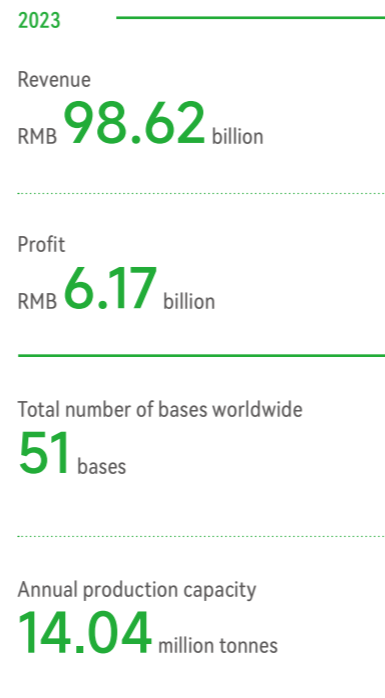 2023
Revenue
RMB 98.62 billion
Profit
RMB 6.17 billion
Total number of bases worldwide
51 bases
Annual production capacity
14.04 million tonnes